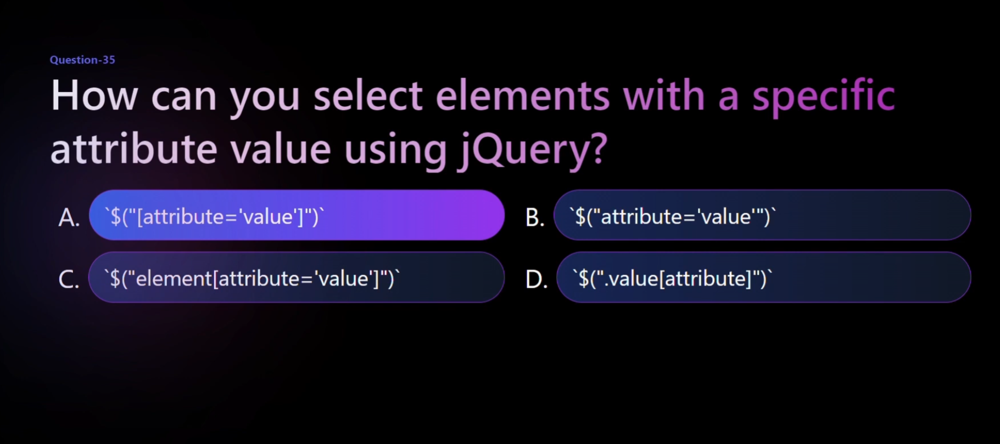 Question-35
How can you select elements with a specific
attribute value using jQuery?
A. `$("[attribute='value']")`
B. `$("attribute='value'")`
C. `$("element[attribute='value']")`
D. `$(".value[attribute]")`